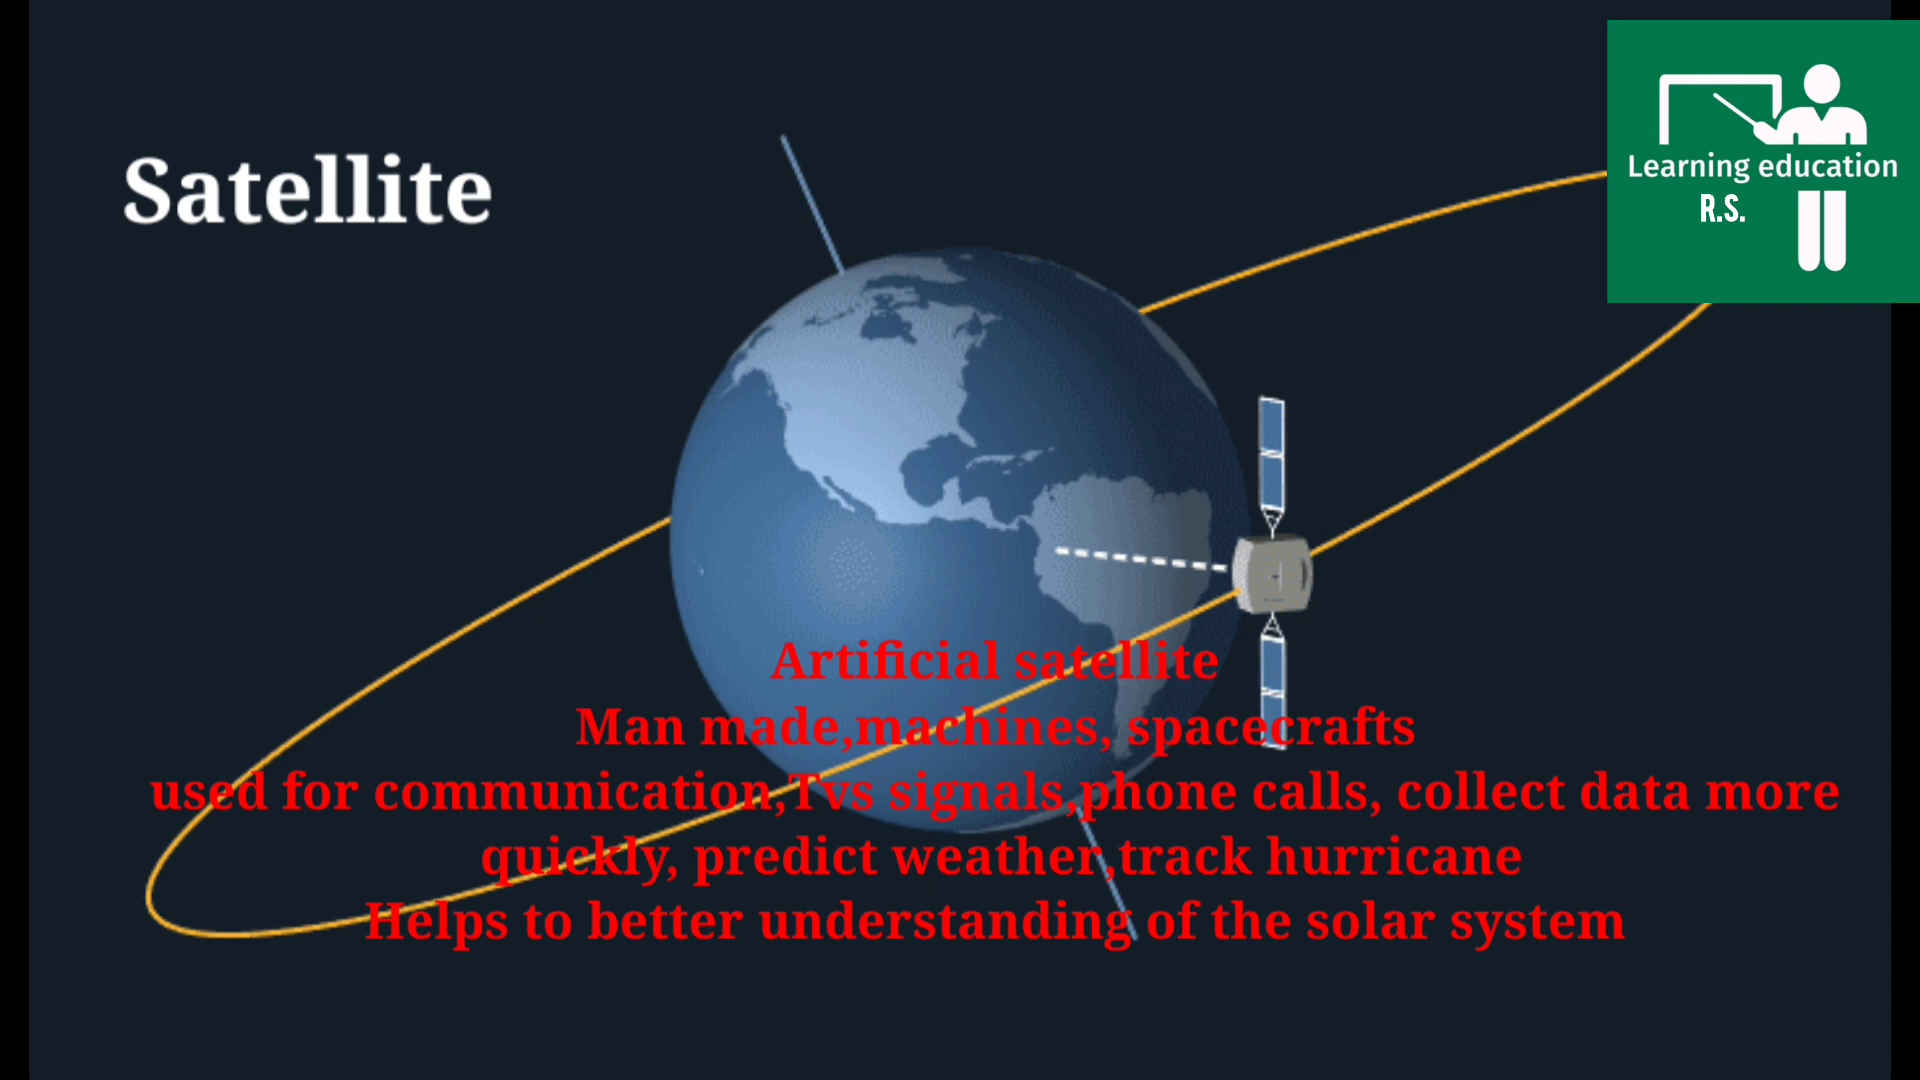 Satellite
Learning education
R.S.
Artificial satellite
Man made,machines, spacecrafts
used for communication,Tvs signals,phone calls, collect data more
quickly, predict weather,track hurricane
Helps to better understanding of the solar system